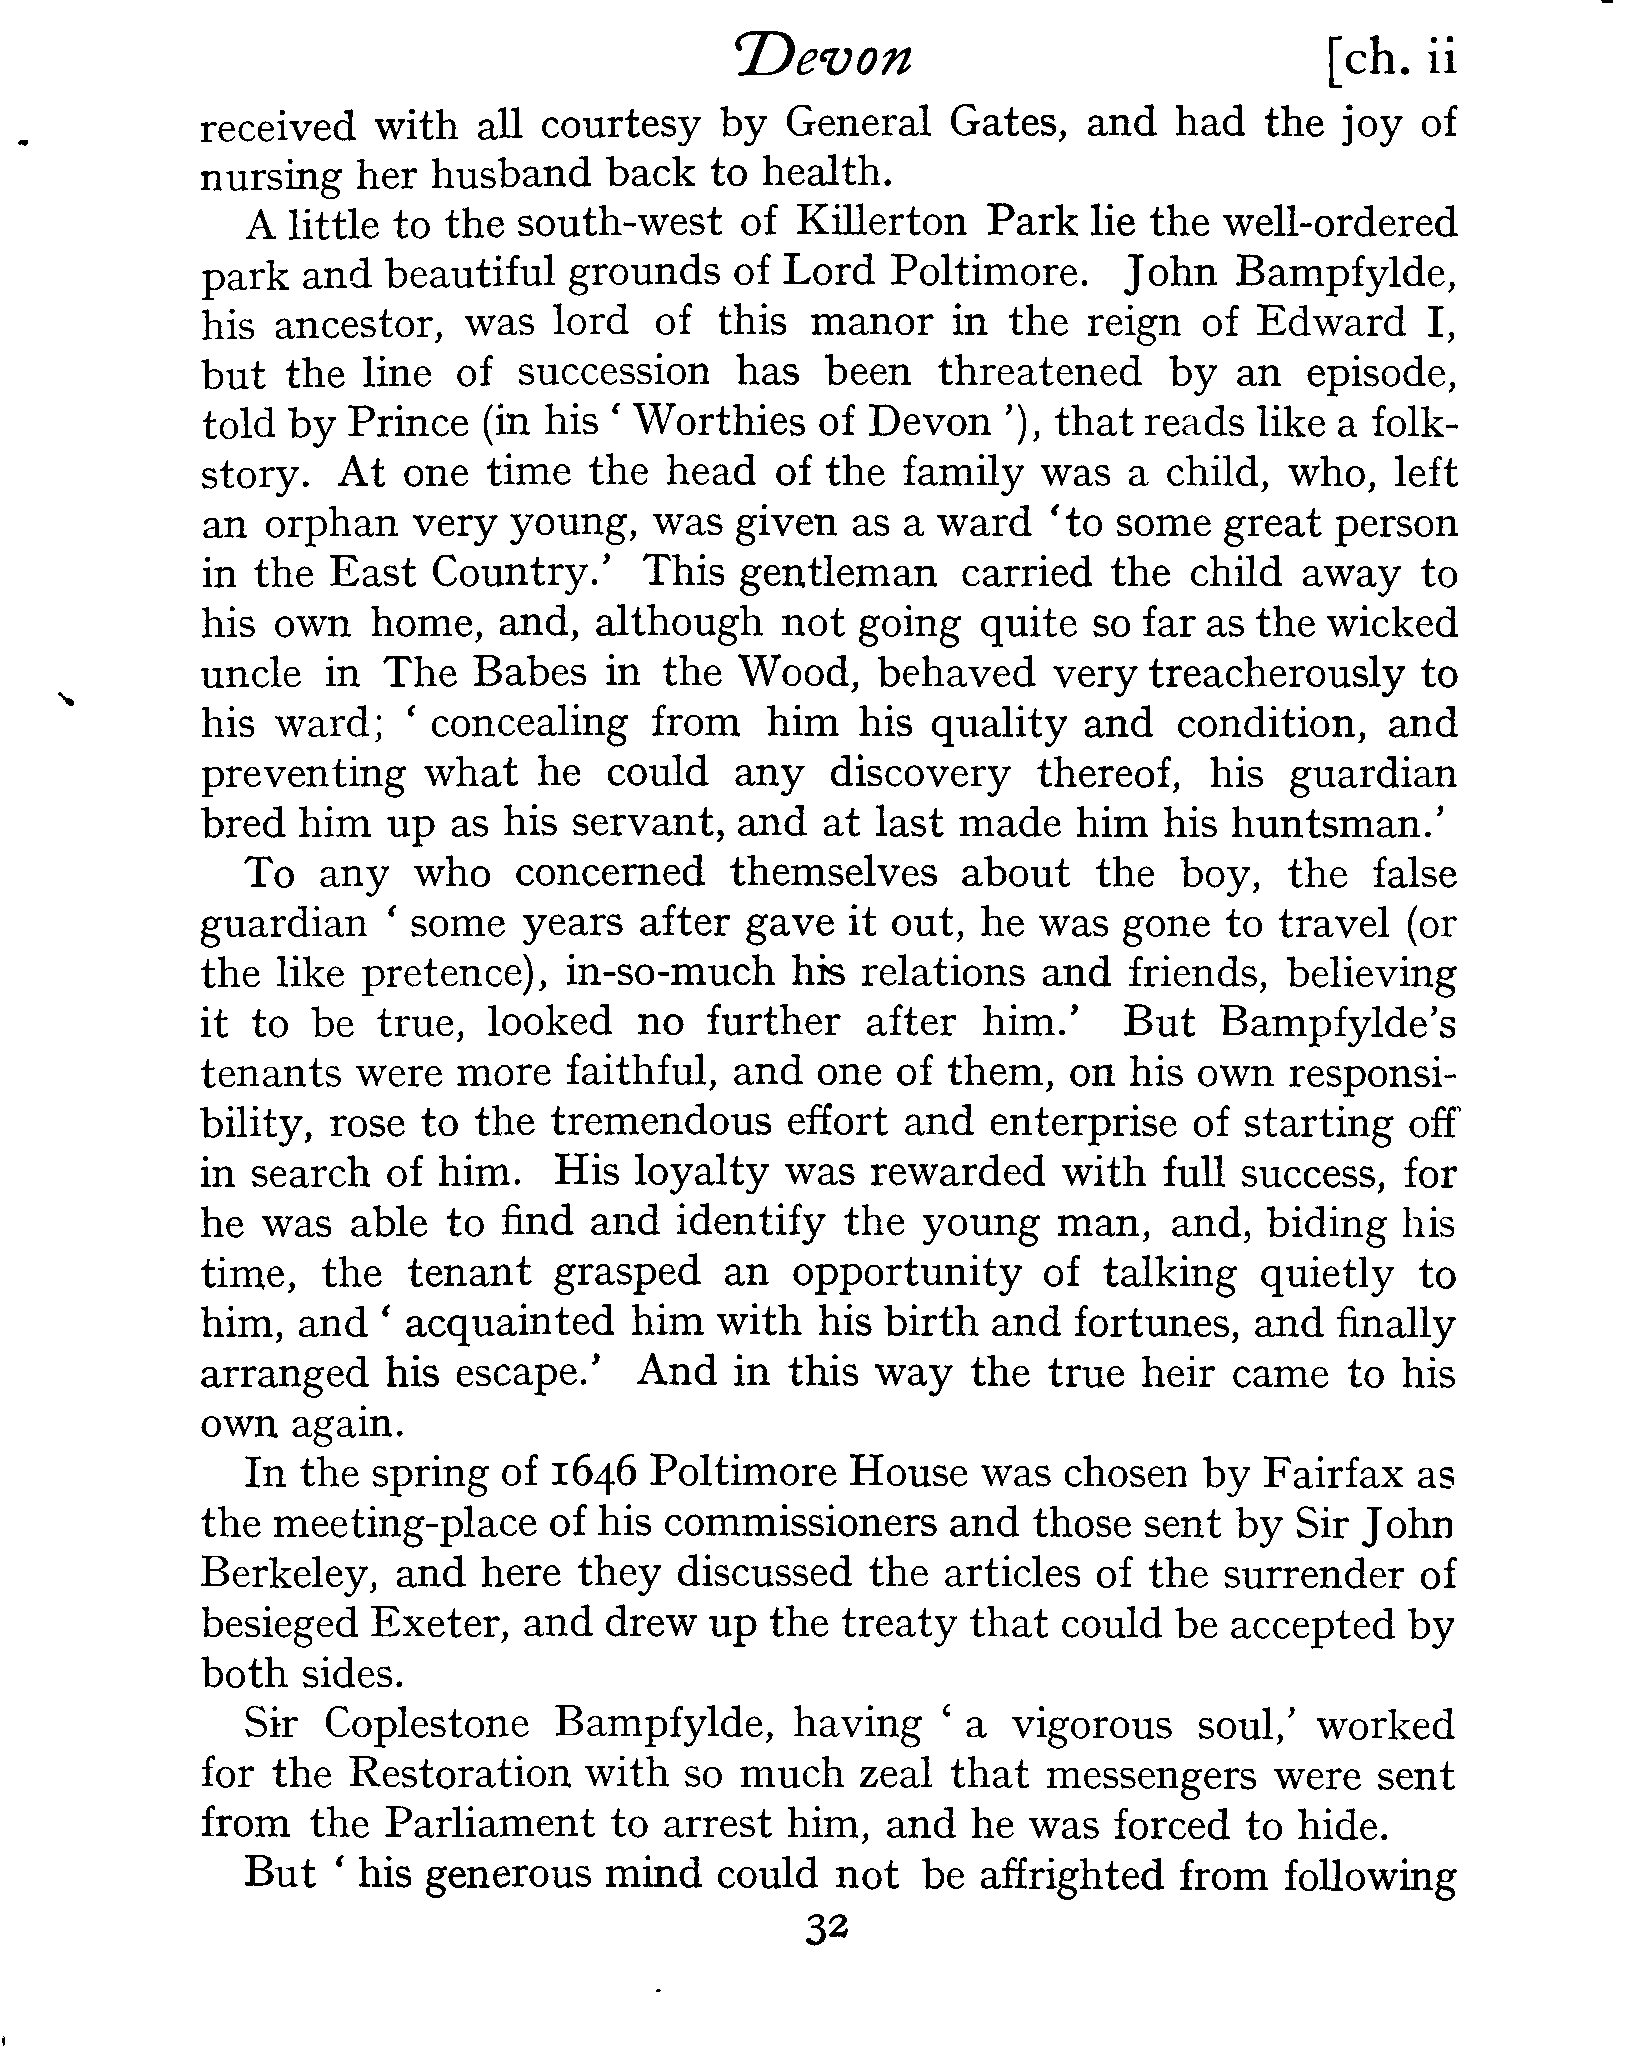 Devon [ch. ii
received with all courtesy by General Gates, and had the joy of
nursing her husband back to health.
A little to the south-west of Killerton Park lie the well-ordered
park and beautiful grounds of Lord Poltimore. John Bampfylde,
his ancestor, was lord of this manor in the reign of Edward I,
but the line of succession has been threatened by an episode,
told by Prince (in his ‘ Worthies of Devon ’), that reads like a folk-
story. At one time the head of the family was a child, who, left
an orphan very young, was given as a ward ‘to some great person
in the East Country.’ This gentleman carried the child away to
his own home, and, although not going quite so far as the wicked
uncle in The Babes in the Wood, behaved very treacherously to
his ward; ‘ concealing from him his quality and condition, and
preventing what he could any discovery thereof, his guardian
bred him up as his servant, and at last made him his huntsman.’
To any who concerned themselves about the boy, the false
guardian ‘ some years after gave it out, he was gone to travel (or
the like pretence), in-so-much his relations and friends, believing
it to be true, looked no further after him.’ But Bampfylde’s
tenants were more faithful, and one of them, on his own responsi-
bility, rose to the tremendous effort and enterprise of starting off
in search of him. His loyalty was rewarded with full success, for
he was able to find and identify the young man, and, biding his
time, the tenant grasped an opportunity of talking quietly to
him, and ‘ acquainted him with his birth and fortunes, and finally
arranged his escape.’ And in this way the true heir came to his
own again.
In the spring of 1646 Poltimore House was chosen by Fairfax as
the meeting-place of his commissioners and those sent by Sir John
Berkeley, and here they discussed the articles of the surrender of
besieged Exeter, and drew up the treaty that could be accepted by
both sides.
Sir Coplestone Bampfylde, having ‘ a vigorous soul,’ worked
for the Restoration with so much zeal that messengers were sent
from the Parliament to arrest him, and he was forced to hide.
But ‘ his generous mind could not be affrighted from following
32